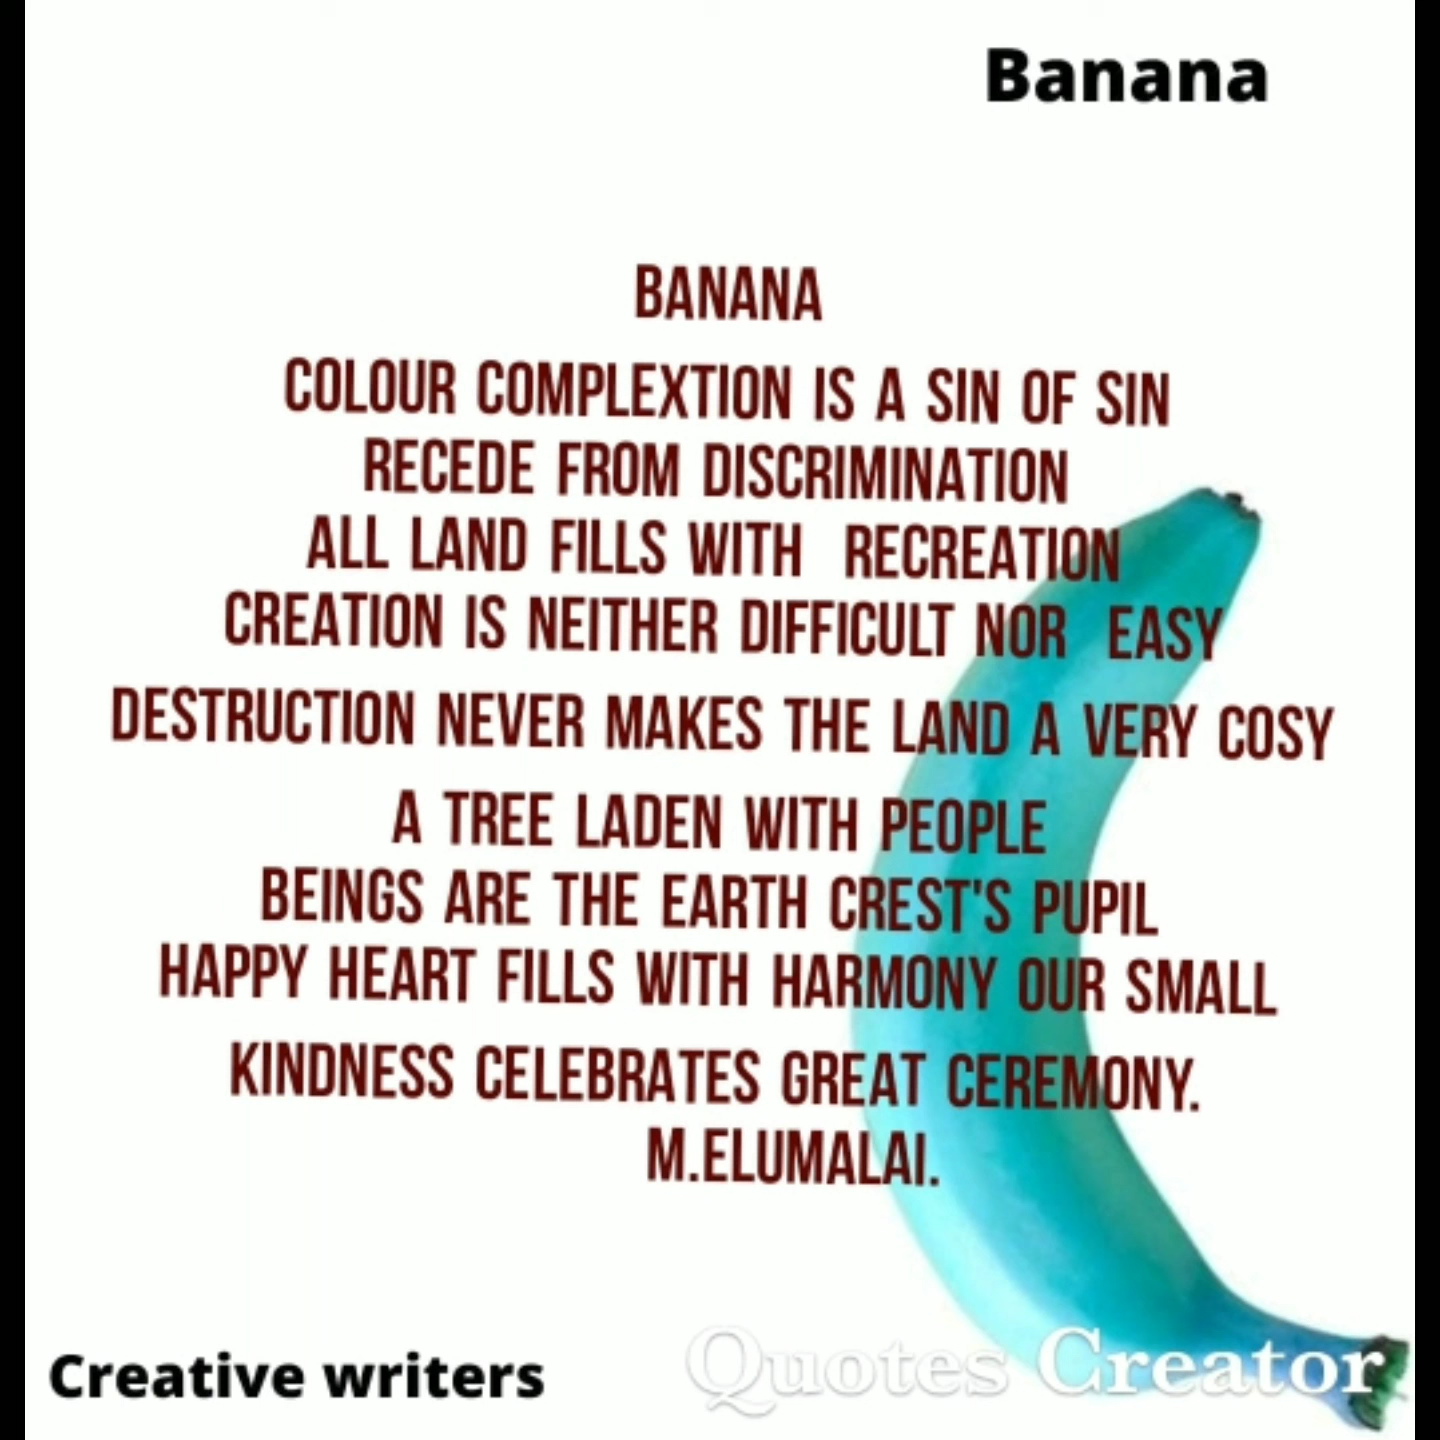 Banana
BANANA
COLOUR COMPLEXTION IS A SIN OF SIN
RECEDE FROM DISCRIMINATION
ALL LAND FILLS WITH RECREATION
CREATION IS NEITHER DIFFICULT NOR EASY
DESTRUCTION NEVER MAKES THE LAND A VERY COSY
A TREE LADEN WITH PEOPLE
BEINGS ARE THE EARTH CREST'S PUPIL
HAPPY HEART FILLS WITH HARMONY OUR SMALL
KINDNESS CELEBRATES GREAT CEREMONY.
M.ELUMALAI.
Creative writers
Quotes Creator